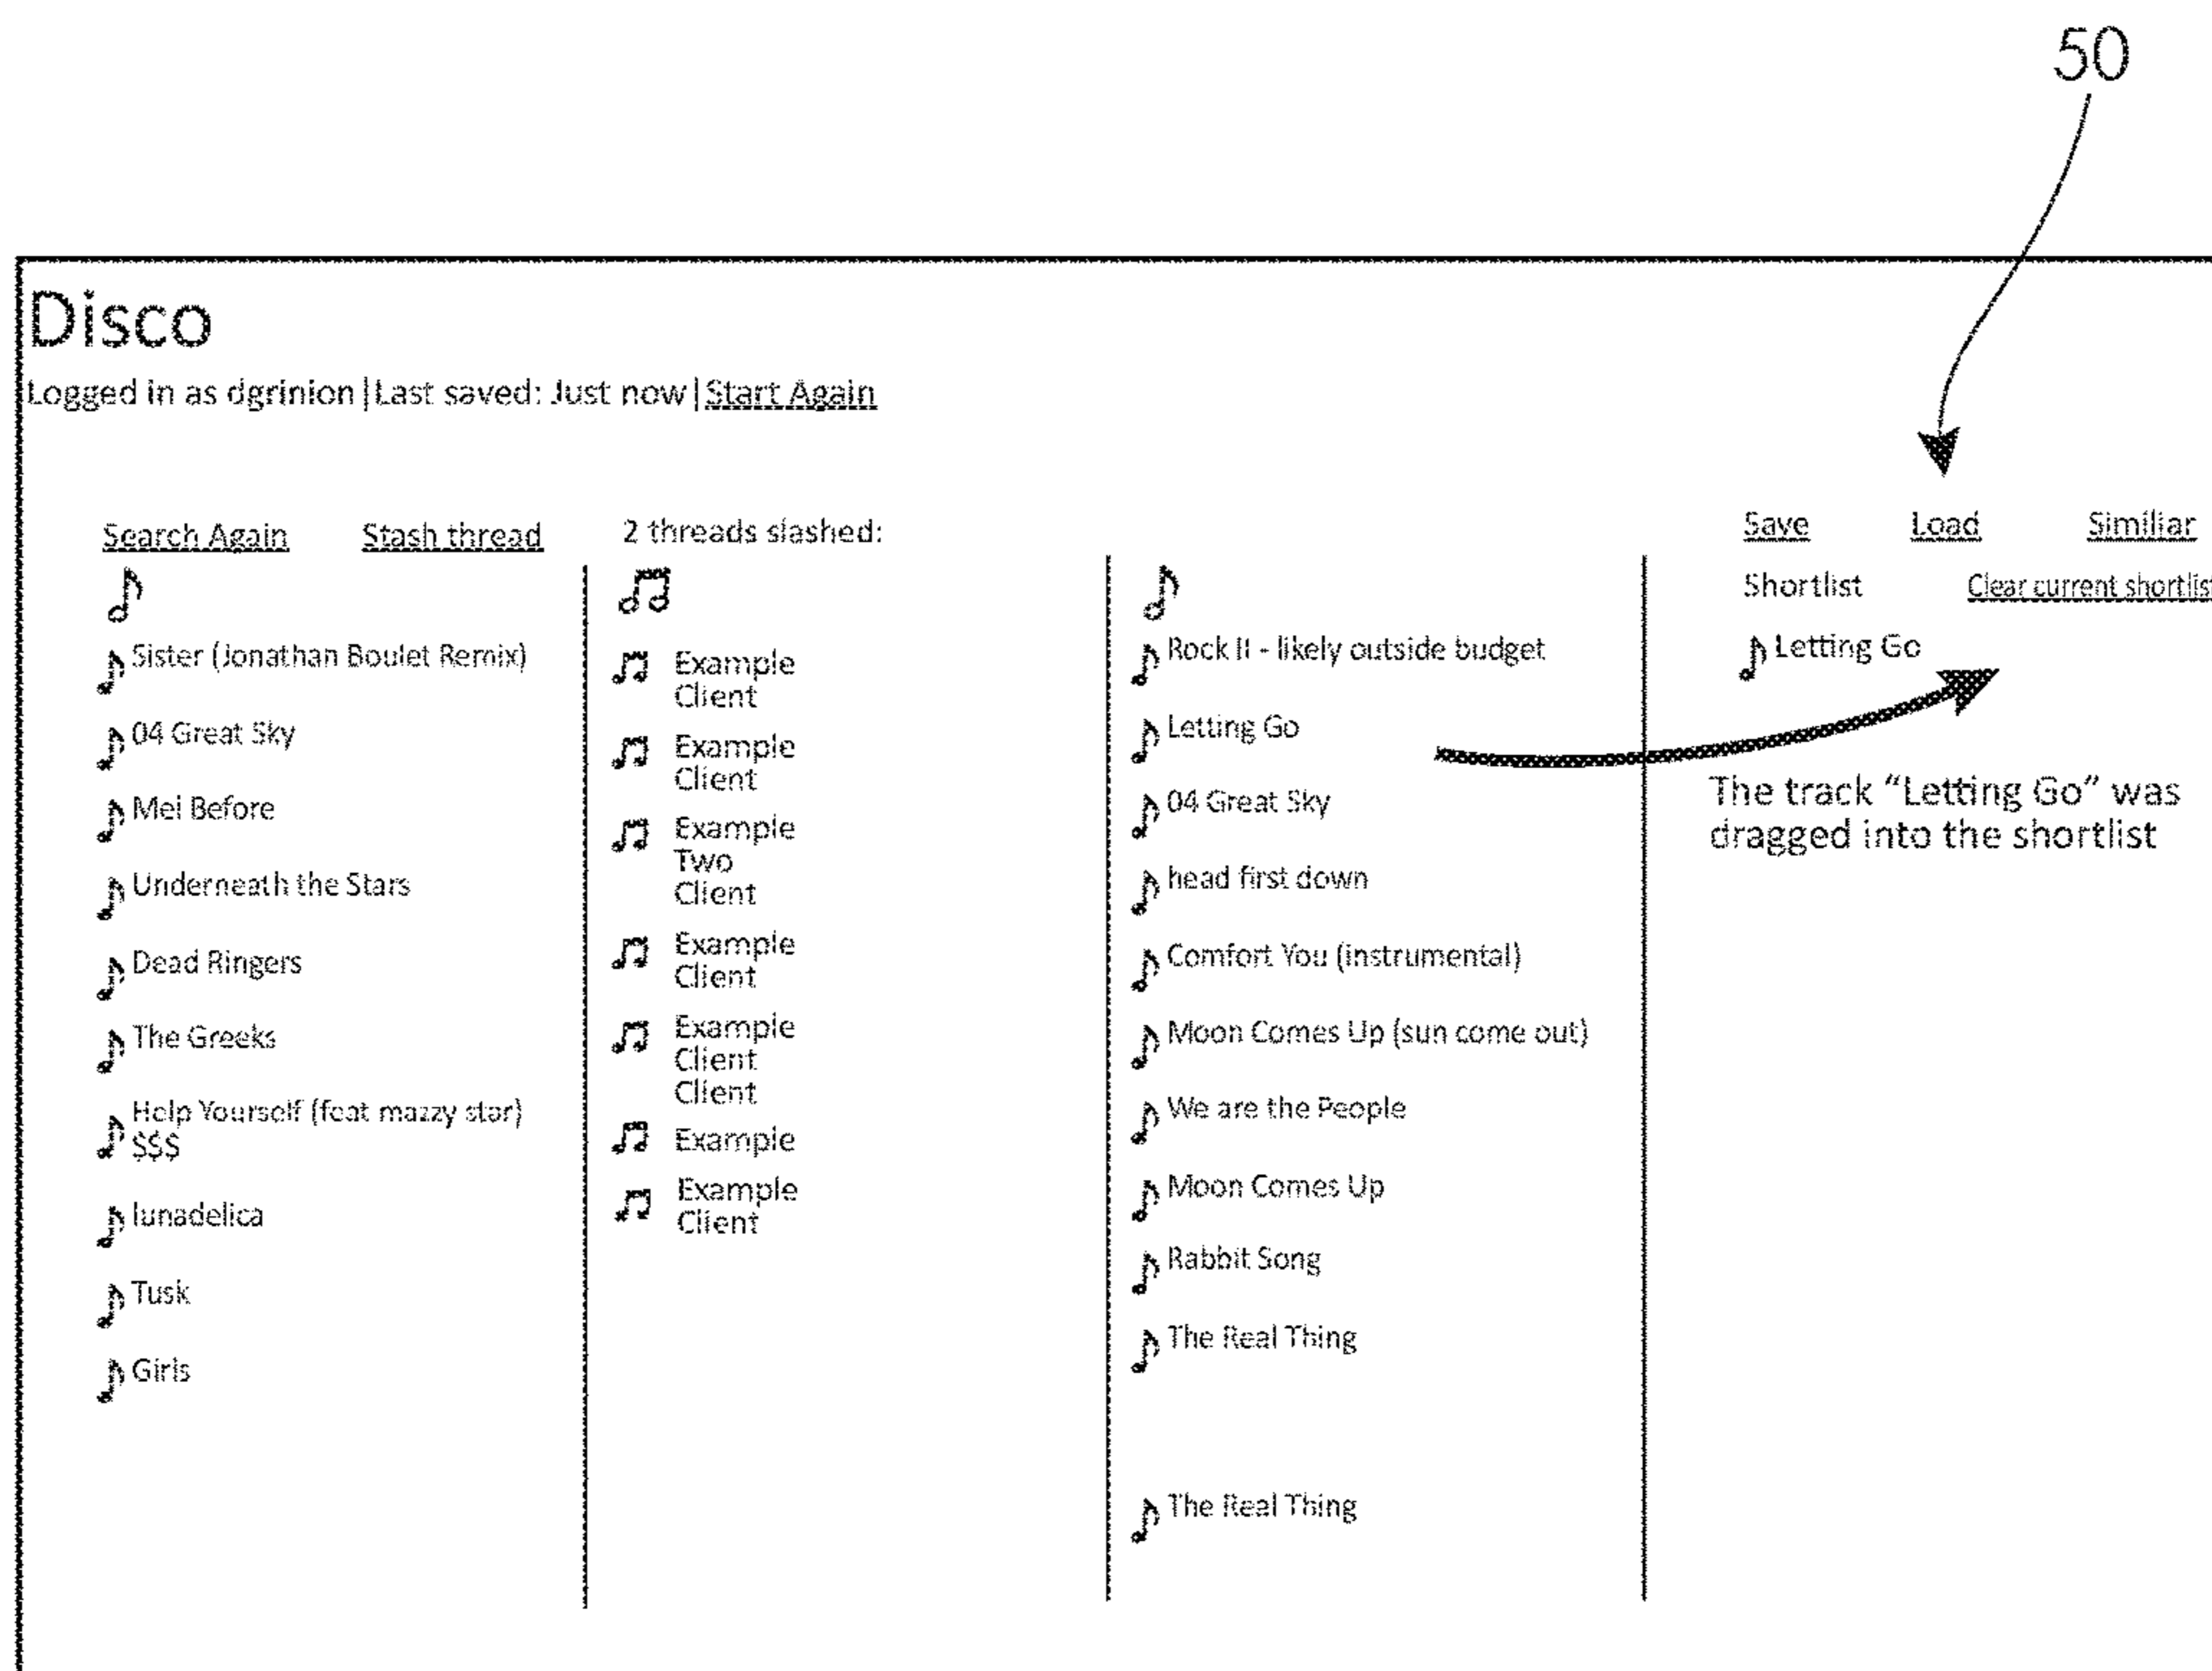 50
Disco
Logged in as dgrinion|Last saved: Just now|Start Again
Search Again Stash thread
Sister (Jonathan Boulet Remix)
04 Great Sky
Mei Before
Underneath the Stars
Dead Ringers
The Greeks
Help Yourself (feat mazzy star)
$$$
lunadelica
Tusk
Girls
2 threads slashed:
Example
Client
Example
Client
Example
Two
Client
Example
Client
Example
Client
Client
Example
Example
Client
Rock II - likely outside budget
Letting Go
04 Great Sky
head first down
Comfort You (instrumental)
Moon Comes Up (sun come out)
We are the People
Moon Comes Up
Rabbit Song
The Real Thing
The Real Thing
Save Load Similiar
Shortlist Clear current shortlist
Letting Go
The track “Letting Go” was
dragged into the shortlist